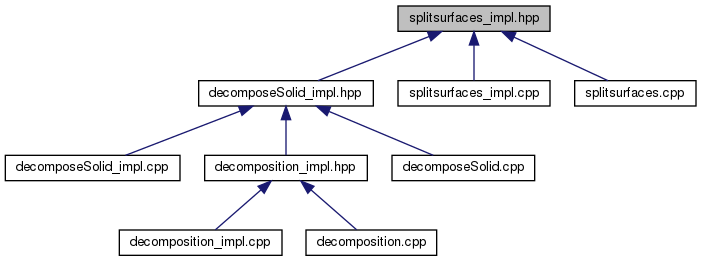 splitsurfaces_impl.hpp
decomposeSolid_impl.hpp
splitsurfaces_impl.cpp
splitsurfaces.cpp
decomposeSolid_impl.cpp
decomposition_impl.hpp
decomposeSolid.cpp
decomposition_impl.cpp
decomposition.cpp